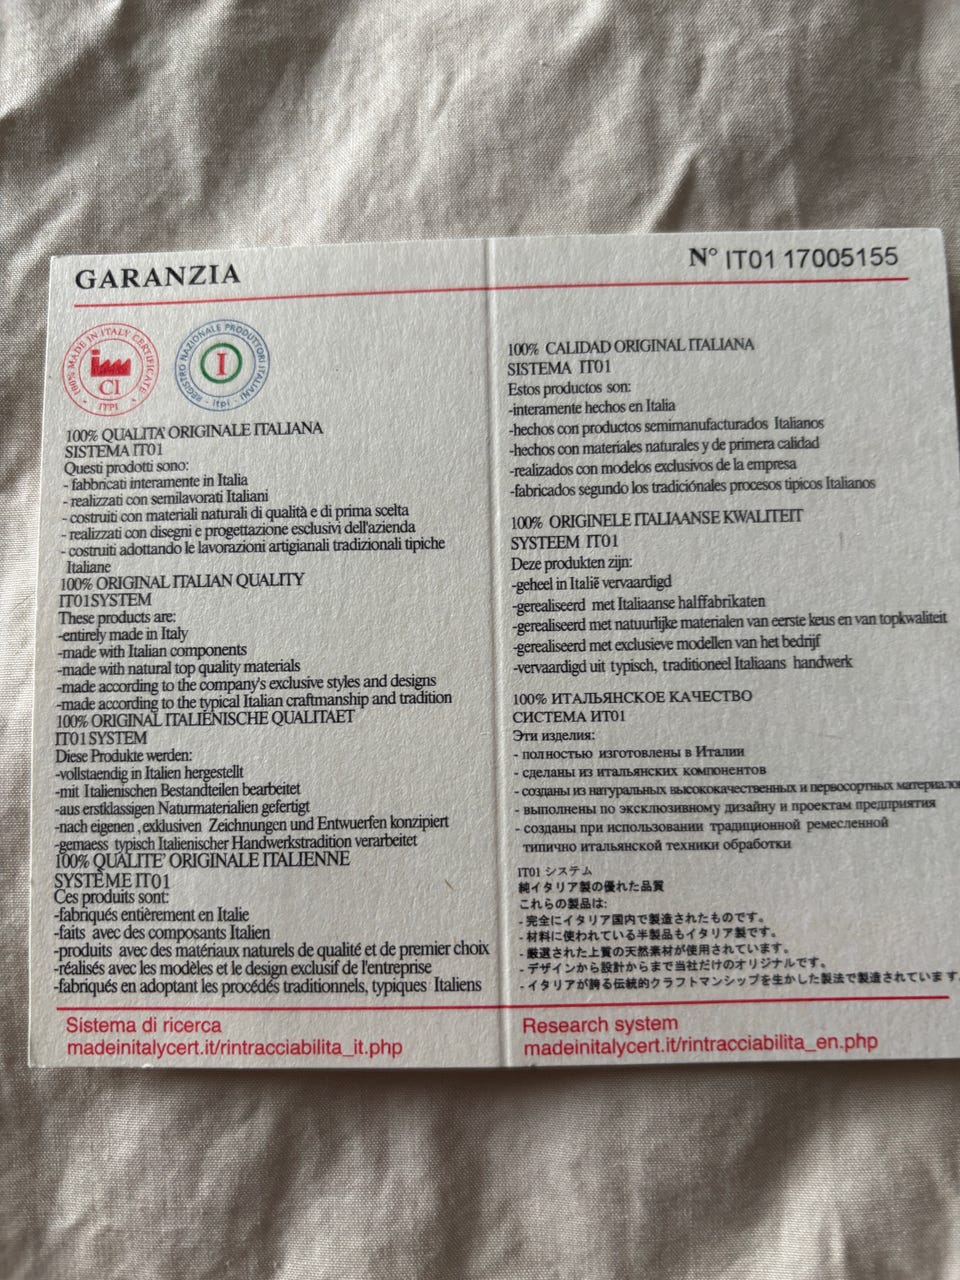 GARANZIA
N° IT01 17005155
100% MADE IN ITALY CERTIFICATE
CI
ITPI
REGISTRO NAZIONALE PRODUTTORI ITALIANI
I
itpi
100% QUALITA' ORIGINALE ITALIANA
SISTEMA IT01
Questi prodotti sono:
- fabbricati interamente in Italia
- realizzati con semilavorati Italiani
- costruiti con materiali naturali di qualità e di prima scelta
- realizzati con disegni e progettazione esclusivi dell'azienda
- costruiti adottando le lavorazioni artigianali tradizionali tipiche
Italiane
100% ORIGINAL ITALIAN QUALITY
IT01 SYSTEM
These products are:
-entirely made in Italy
-made with Italian components
-made with natural top quality materials
-made according to the company's exclusive styles and designs
-made according to the typical Italian craftmanship and tradition
100% ORIGINAL ITALIENISCHE QUALITAET
IT01 SYSTEM
Diese Produkte werden:
-vollstaendig in Italien hergestellt
-mit Italienischen Bestandteilen bearbeitet
-aus erstklassigen Naturmaterialien gefertigt
-nach eigenen , exklusiven Zeichnungen und Entwuerfen konzipiert
-gemaess typisch Italienischer Handwerkstradition verarbeitet
100% QUALITE' ORIGINALE ITALIENNE
SYSTÈME IT01
Ces produits sont:
-fabriqués entièrement en Italie
-faits avec des composants Italien
-produits avec des matériaux naturels de qualité et de premier choix
-réalisés avec les modèles et le design exclusif de l'entreprise
-fabriqués en adoptant les procédés traditionnels, typiques Italiens
Sistema di ricerca
madeinitalycert.it/rintracciabilita_it.php
100% CALIDAD ORIGINAL ITALIANA
SISTEMA IT01
Estos productos son:
-interamente hechos en Italia
-hechos con productos semimanufacturados Italianos
-hechos con materiales naturales y de primera calidad
-realizados con modelos exclusivos de la empresa
-fabricados segundo los tradiciónales procesos tipicos Italianos
100% ORIGINELE ITALIAANSE KWALITEIT
SYSTEEM IT01
Deze produkten zijn:
-geheel in Italië vervaardigd
-gerealiseerd met Italiaanse halffabrikaten
-gerealiseerd met natuurlijke materialen van eerste keus en van topkwaliteit
-gerealiseerd met exclusieve modellen van het bedrijf
-vervaardigd uit typisch, traditioneel Italiaans handwerk
100% ИТАЛЬЯНСКОЕ КАЧЕСТВО
СИСТЕМА ИТ01
Эти изделия:
- полностью изготовлены в Италии
- сделаны из итальянских компонентов
- созданы из натуральных высококачественных и первосортных материалов
- выполнены по эксклюзивному дизайну и проектам предприятия
- созданы при использовании традиционной ремесленной
типично итальянской техники обработки
IT01 システム
純イタリア製の優れた品質
これらの製品は:
- 完全にイタリア国内で製造されたものです。
- 材料に使われている半製品もイタリア製です。
- 厳選された上質の天然素材が使用されています。
- デザインから設計からまで当社だけのオリジナルです。
- イタリアが誇る伝統的クラフトマンシップを生かした製法で製造されています.
Research system
madeinitalycert.it/rintracciabilita_en.php